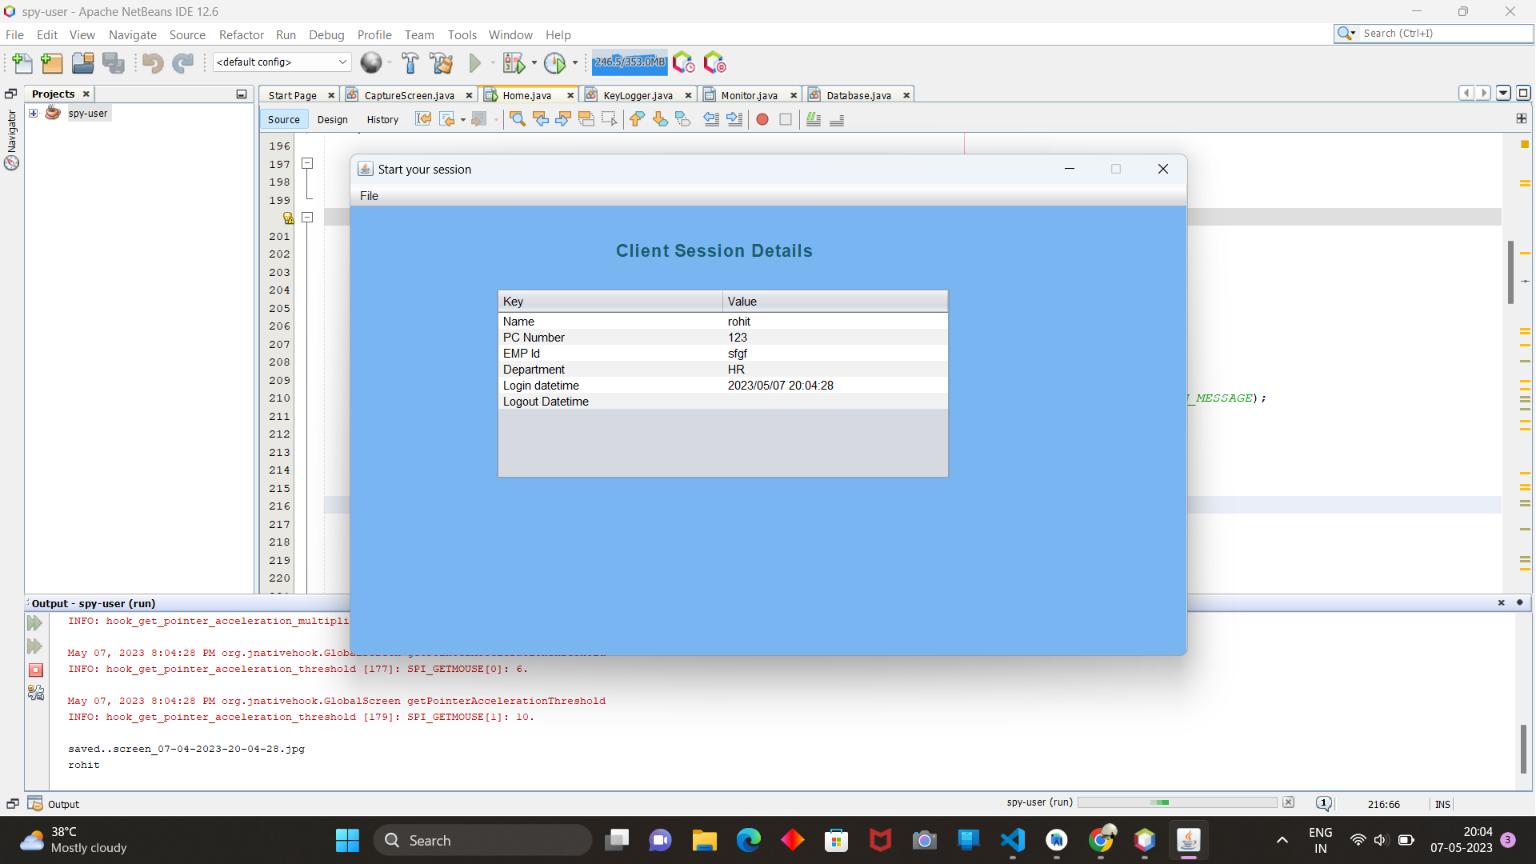 spy-user - Apache NetBeans IDE 12.6
File Edit View Navigate Source Refactor Run Debug Profile Team Tools Window Help
Search (Ctrl+I)
<default config>
246.5/353.0MB
Projects
Start Page CaptureScreen.java Home.java KeyLogger.java Monitor.java Database.java
Navigator
spy-user
Source Design History
196
197
198
199
201
202
203
204
205
206
207
208
209
210
211
212
213
214
215
216
217
218
219
220
_MESSAGE);
Start your session
File
Client Session Details
Key Value
Name rohit
PC Number 123
EMP Id sfgf
Department HR
Login datetime 2023/05/07 20:04:28
Logout Datetime
Output - spy-user (run)
INFO: hook_get_pointer_acceleration_multipli
May 07, 2023 8:04:28 PM org.jnativehook.Global
INFO: hook_get_pointer_acceleration_threshold [177]: SPI_GETMOUSE[0]: 6.
May 07, 2023 8:04:28 PM org.jnativehook.GlobalScreen getPointerAccelerationThreshold
INFO: hook_get_pointer_acceleration_threshold [179]: SPI_GETMOUSE[1]: 10.
saved..screen_07-04-2023-20-04-28.jpg
rohit
Output
spy-user (run)
1
216:66
INS
38°C
Mostly cloudy
Search
ENG
IN
20:04
07-05-2023
3